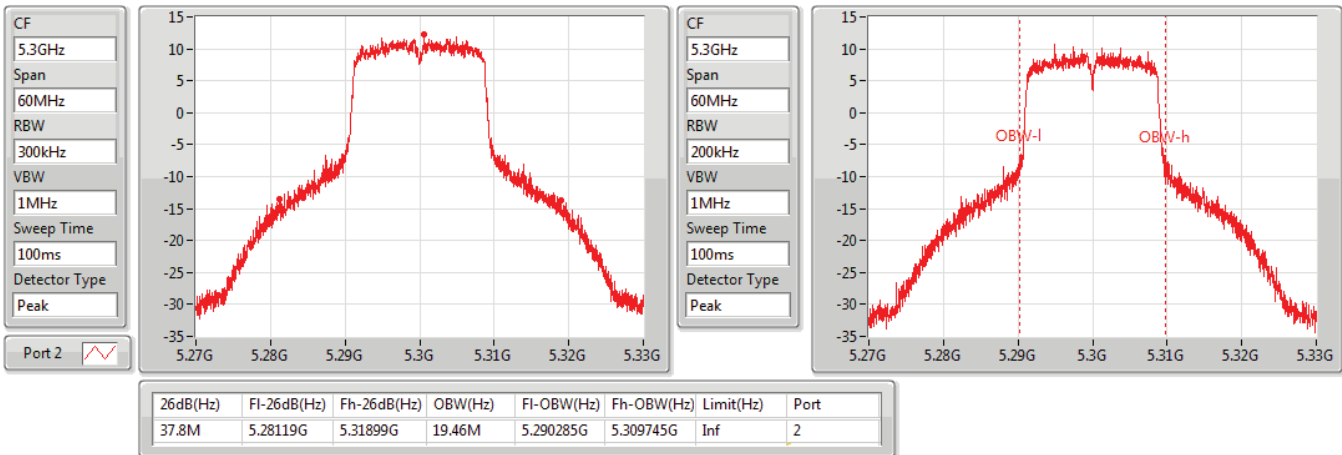 CF
5.3GHz
Span
60MHz
RBW
300kHz
VBW
1MHz
Sweep Time
100ms
Detector Type
Peak
Port 2
15
10
5
0
-5
-10
-15
-20
-25
-30
-35
5.27G 5.28G 5.29G 5.3G 5.31G 5.32G 5.33G
CF
5.3GHz
Span
60MHz
RBW
200kHz
VBW
1MHz
Sweep Time
100ms
Detector Type
Peak
15
10
5
0
-5
-10
-15
-20
-25
-30
-35
OBW-l OBW-h
5.27G 5.28G 5.29G 5.3G 5.31G 5.32G 5.33G
26dB(Hz) Fl-26dB(Hz) Fh-26dB(Hz) OBW(Hz) Fl-OBW(Hz) Fh-OBW(Hz) Limit(Hz) Port
37.8M 5.28119G 5.31899G 19.46M 5.290285G 5.309745G Inf 2